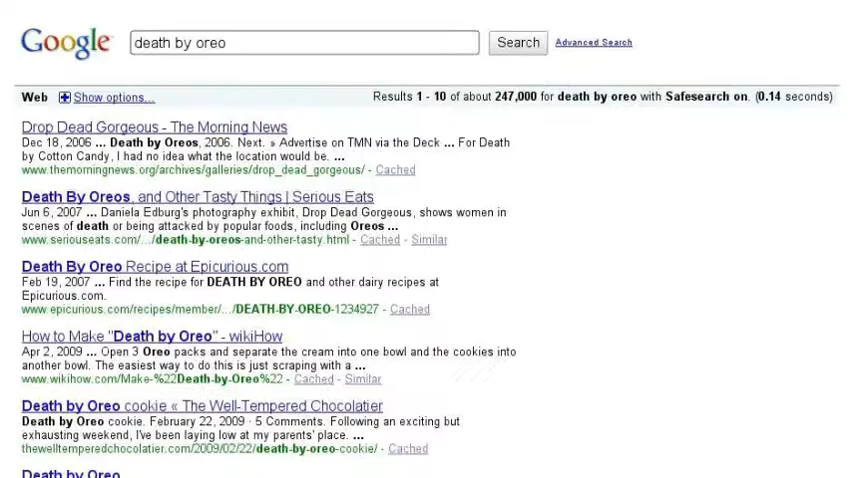 Google death by oreo Search Advanced Search
Web Show options... Results 1 - 10 of about 247,000 for death by oreo with Safesearch on. (0.14 seconds)
Drop Dead Gorgeous - The Morning News
Dec 18, 2006 ... Death by Oreos, 2006. Next. » Advertise on TMN via the Deck ... For Death
by Cotton Candy, I had no idea what the location would be. ...
www.themorningnews.org/archives/galleries/drop_dead_gorgeous/ - Cached
Death By Oreos, and Other Tasty Things | Serious Eats
Jun 6, 2007 ... Daniela Edburg's photography exhibit, Drop Dead Gorgeous, shows women in
scenes of death or being attacked by popular foods, including Oreos ...
www.seriouseats.com/.../death-by-oreos-and-other-tasty.html - Cached - Similar
Death By Oreo Recipe at Epicurious.com
Feb 19, 2007 ... Find the recipe for DEATH BY OREO and other dairy recipes at
Epicurious.com.
www.epicurious.com/recipes/member/.../DEATH-BY-OREO-1234927 - Cached
How to Make "Death by Oreo" - wikiHow
Apr 2, 2009 ... Open 3 Oreo packs and separate the cream into one bowl and the cookies into
another bowl. The easiest way to do this is just scraping with a ...
www.wikihow.com/Make-%22Death-by-Oreo%22 - Cached - Similar
Death by Oreo cookie « The Well-Tempered Chocolatier
Death by Oreo cookie. February 22, 2009 · 5 Comments. Following an exciting but
exhausting weekend, I've been laying low at my parents' place. ...
thewelltemperedchocolatier.com/2009/02/22/death-by-oreo-cookie/ - Cached
Death by Oreo